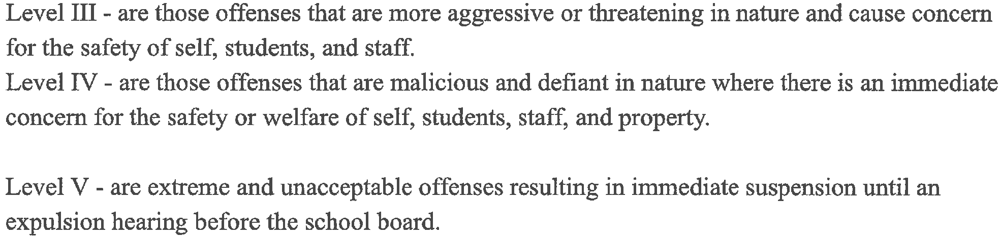 Level III - are those offenses that are more aggressive or threatening in nature and cause concern
for the safety of self, students, and staff.
Level IV - are those offenses that are malicious and defiant in nature where there is an immediate
concern for the safety or welfare of self, students, staff, and property.
Level V - are extreme and unacceptable offenses resulting in immediate suspension until an
expulsion hearing before the school board.